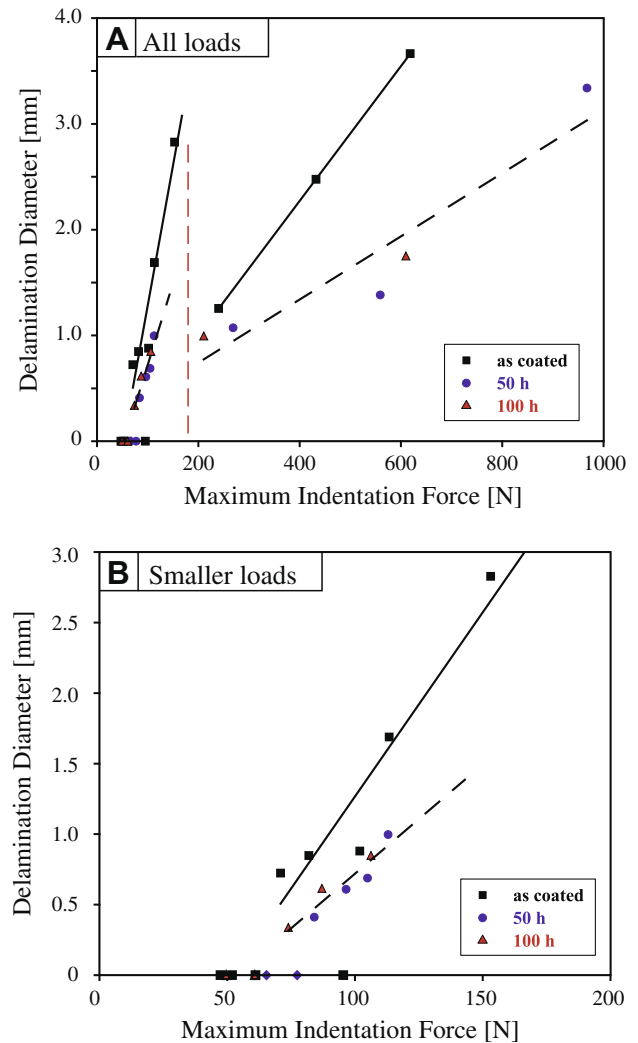 A All loads
Delamination Diameter [mm]
4.0
3.0
2.0
1.0
0
0 200 400 600 800 1000
Maximum Indentation Force [N]
as coated
50 h
100 h
B Smaller loads
Delamination Diameter [mm]
3.0
2.5
2.0
1.5
1.0
0.5
0
0 50 100 150 200
Maximum Indentation Force [N]
as coated
50 h
100 h